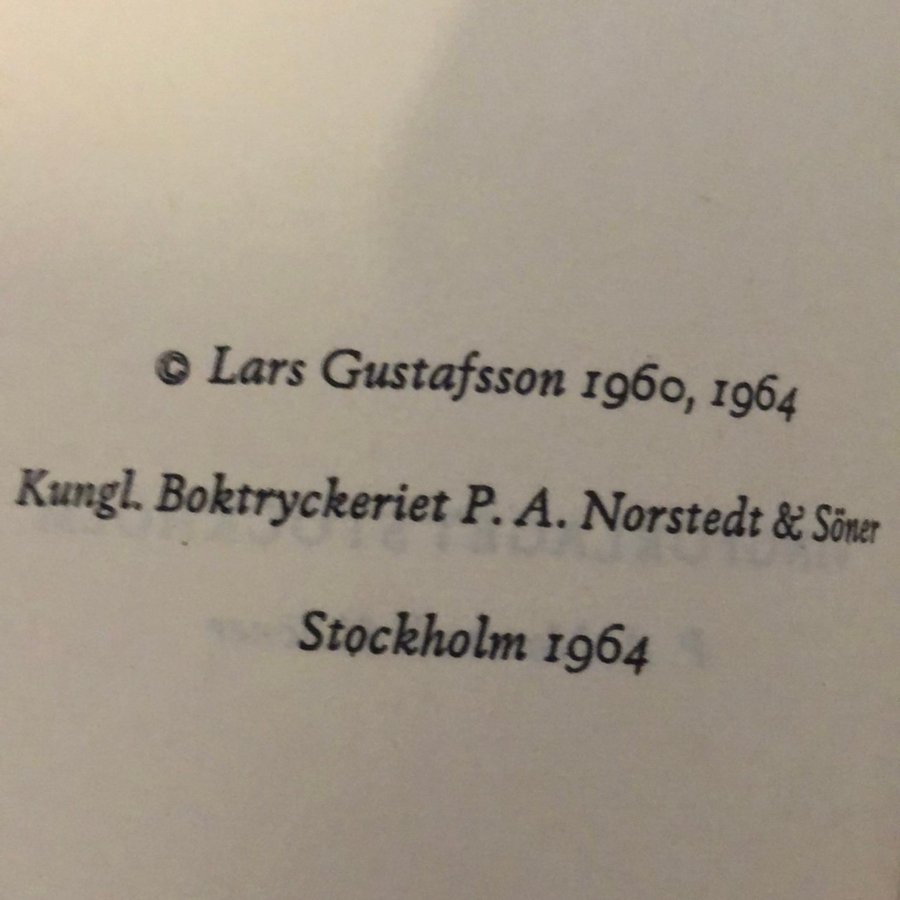 © Lars Gustafsson 1960, 1964
Kungl. Boktryckeriet P. A. Norstedt & Söner
Stockholm 1964